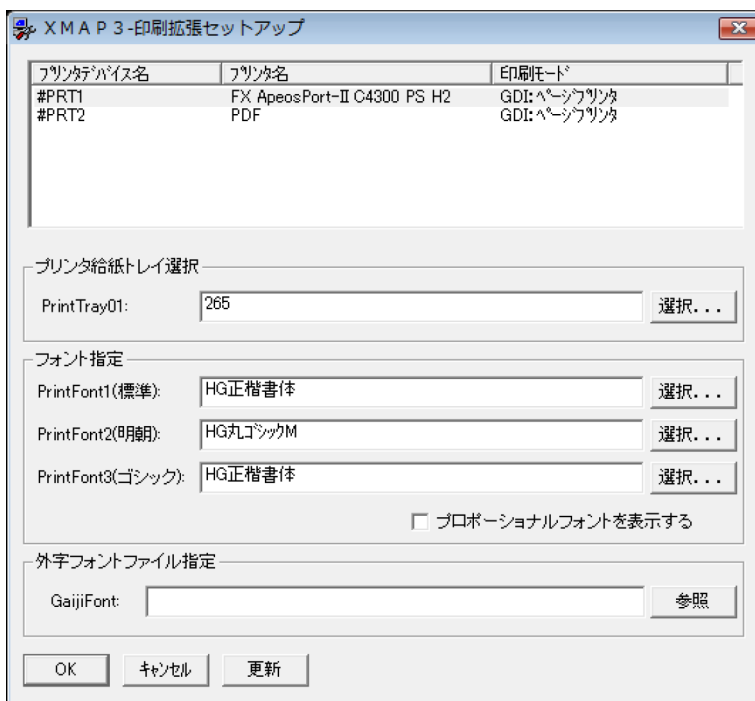 XMAP3-印刷拡張セットアップ
ﾌﾟﾘﾝﾀﾃﾞﾊﾞｲｽ名 ﾌﾟﾘﾝﾀ名 印刷ﾓｰﾄﾞ
#PRT1 FX ApeosPort-II C4300 PS H2 GDI:ﾍﾟｰｼﾞﾌﾟﾘﾝﾀ
#PRT2 PDF GDI:ﾍﾟｰｼﾞﾌﾟﾘﾝﾀ
プリンタ給紙トレイ選択
PrintTray01: 265 選択...
フォント指定
PrintFont1(標準): HG正楷書体 選択...
PrintFont2(明朝): HG丸ｺﾞｼｯｸM 選択...
PrintFont3(ゴシック): HG正楷書体 選択...
プロポーショナルフォントを表示する
外字フォントファイル指定
GaijiFont: 参照
OK ｷｬﾝｾﾙ 更新